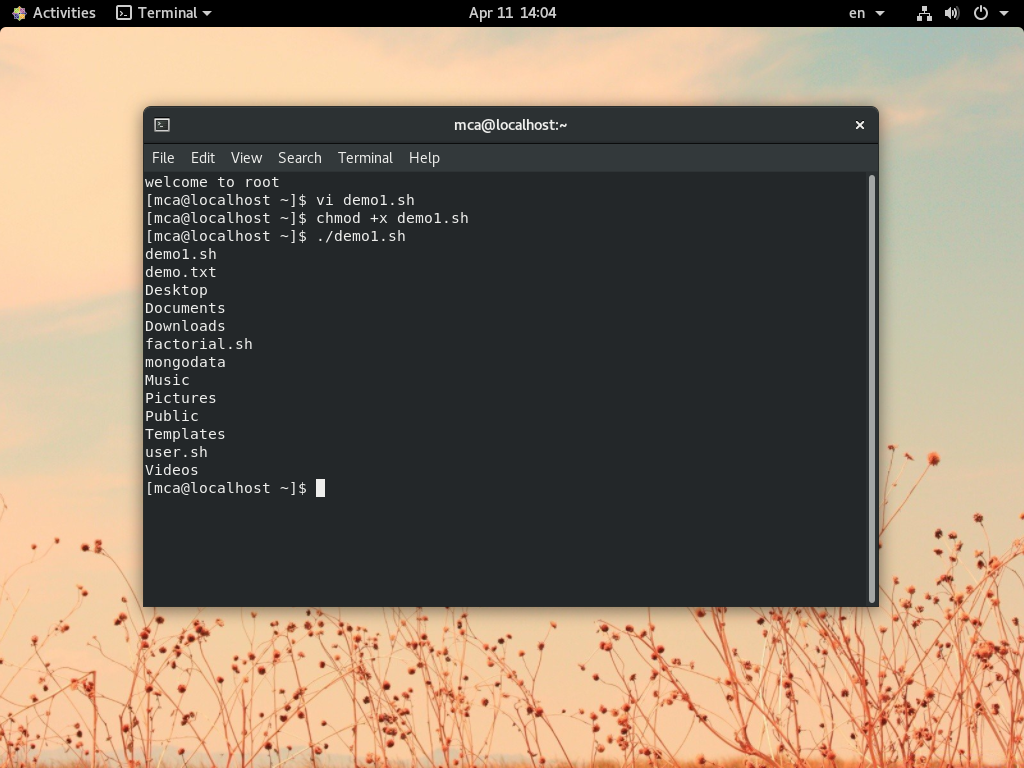 Activities Terminal Apr 11 14:04 en
mca@localhost:~
File Edit View Search Terminal Help
welcome to root
[mca@localhost ~]$ vi demo1.sh
[mca@localhost ~]$ chmod +x demo1.sh
[mca@localhost ~]$ ./demo1.sh
demo1.sh
demo.txt
Desktop
Documents
Downloads
factorial.sh
mongodata
Music
Pictures
Public
Templates
user.sh
Videos
[mca@localhost ~]$